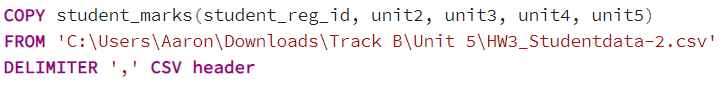 COPY student_marks(student_reg_id, unit2, unit3, unit4, unit5)
FROM 'C:\Users\Aaron\Downloads\Track B\Unit 5\HW3_Studentdata-2.csv'
DELIMITER ',' CSV header